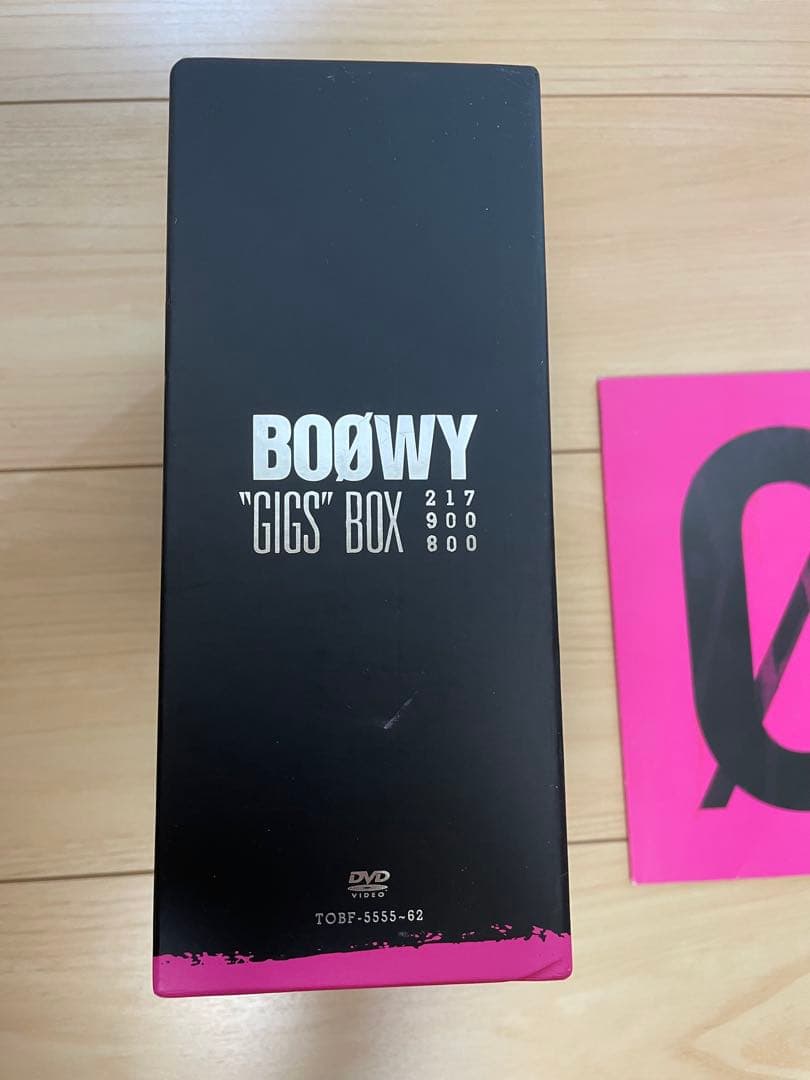 BOØWY
"GIGS" BOX 217
900
800
DVD
VIDEO
TOBF-5555~62
Ø